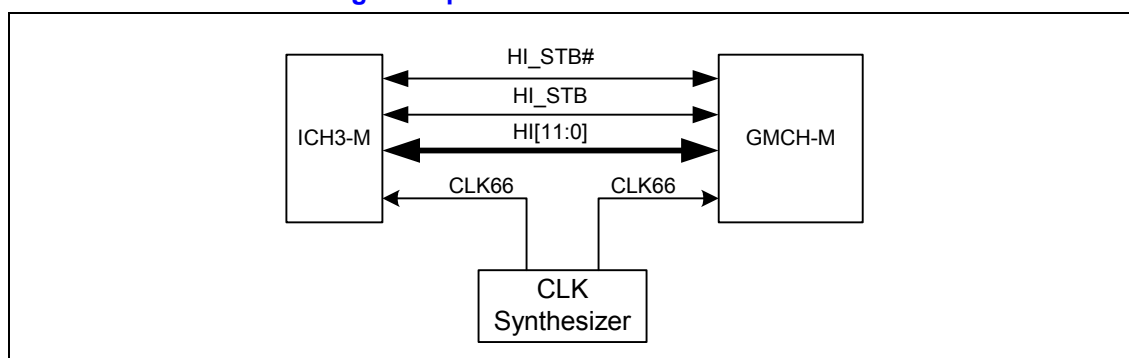 HI_STB#
HI_STB
HI[11:0]
ICH3-M
GMCH-M
CLK66
CLK66
CLK
Synthesizer